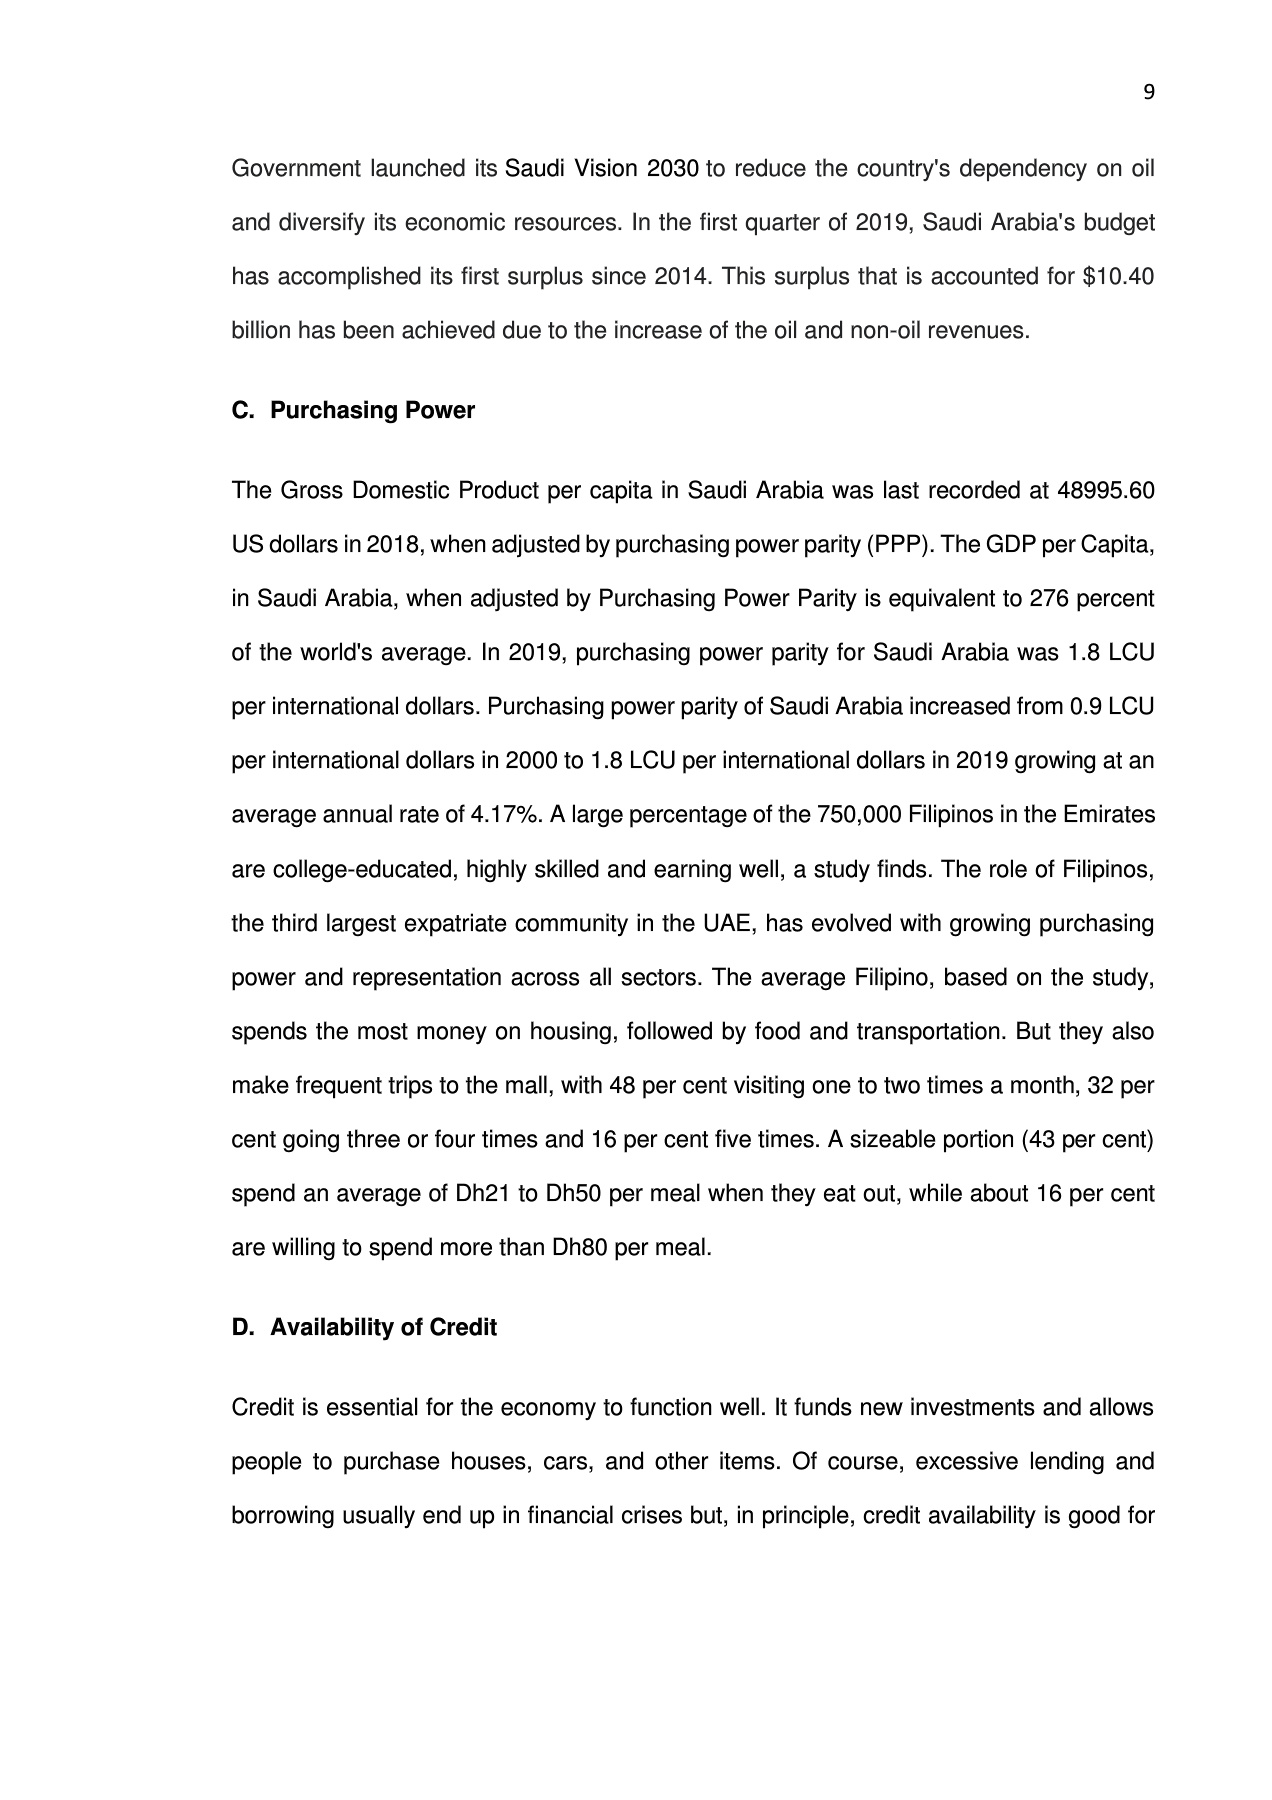 9
Government launched its Saudi Vision 2030 to reduce the country's dependency on oil
and diversify its economic resources. In the first quarter of 2019, Saudi Arabia's budget
has accomplished its first surplus since 2014. This surplus that is accounted for $10.40
billion has been achieved due to the increase of the oil and non-oil revenues.
C. Purchasing Power
The Gross Domestic Product per capita in Saudi Arabia was last recorded at 48995.60
US dollars in 2018, when adjusted by purchasing power parity (PPP). The GDP per Capita,
in Saudi Arabia, when adjusted by Purchasing Power Parity is equivalent to 276 percent
of the world's average. In 2019, purchasing power parity for Saudi Arabia was 1.8 LCU
per international dollars. Purchasing power parity of Saudi Arabia increased from 0.9 LCU
per international dollars in 2000 to 1.8 LCU per international dollars in 2019 growing at an
average annual rate of 4.17%. A large percentage of the 750,000 Filipinos in the Emirates
are college-educated, highly skilled and earning well, a study finds. The role of Filipinos,
the third largest expatriate community in the UAE, has evolved with growing purchasing
power and representation across all sectors. The average Filipino, based on the study,
spends the most money on housing, followed by food and transportation. But they also
make frequent trips to the mall, with 48 per cent visiting one to two times a month, 32 per
cent going three or four times and 16 per cent five times. A sizeable portion (43 per cent)
spend an average of Dh21 to Dh50 per meal when they eat out, while about 16 per cent
are willing to spend more than Dh80 per meal.
D. Availability of Credit
Credit is essential for the economy to function well. It funds new investments and allows
people to purchase houses, cars, and other items. Of course, excessive lending and
borrowing usually end up in financial crises but, in principle, credit availability is good for